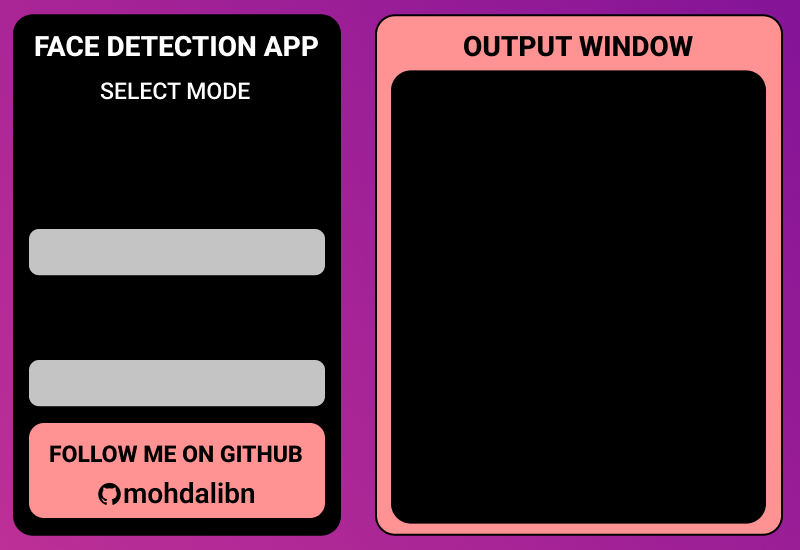 FACE DETECTION APP
SELECT MODE
FOLLOW ME ON GITHUB
mohdalibn
OUTPUT WINDOW